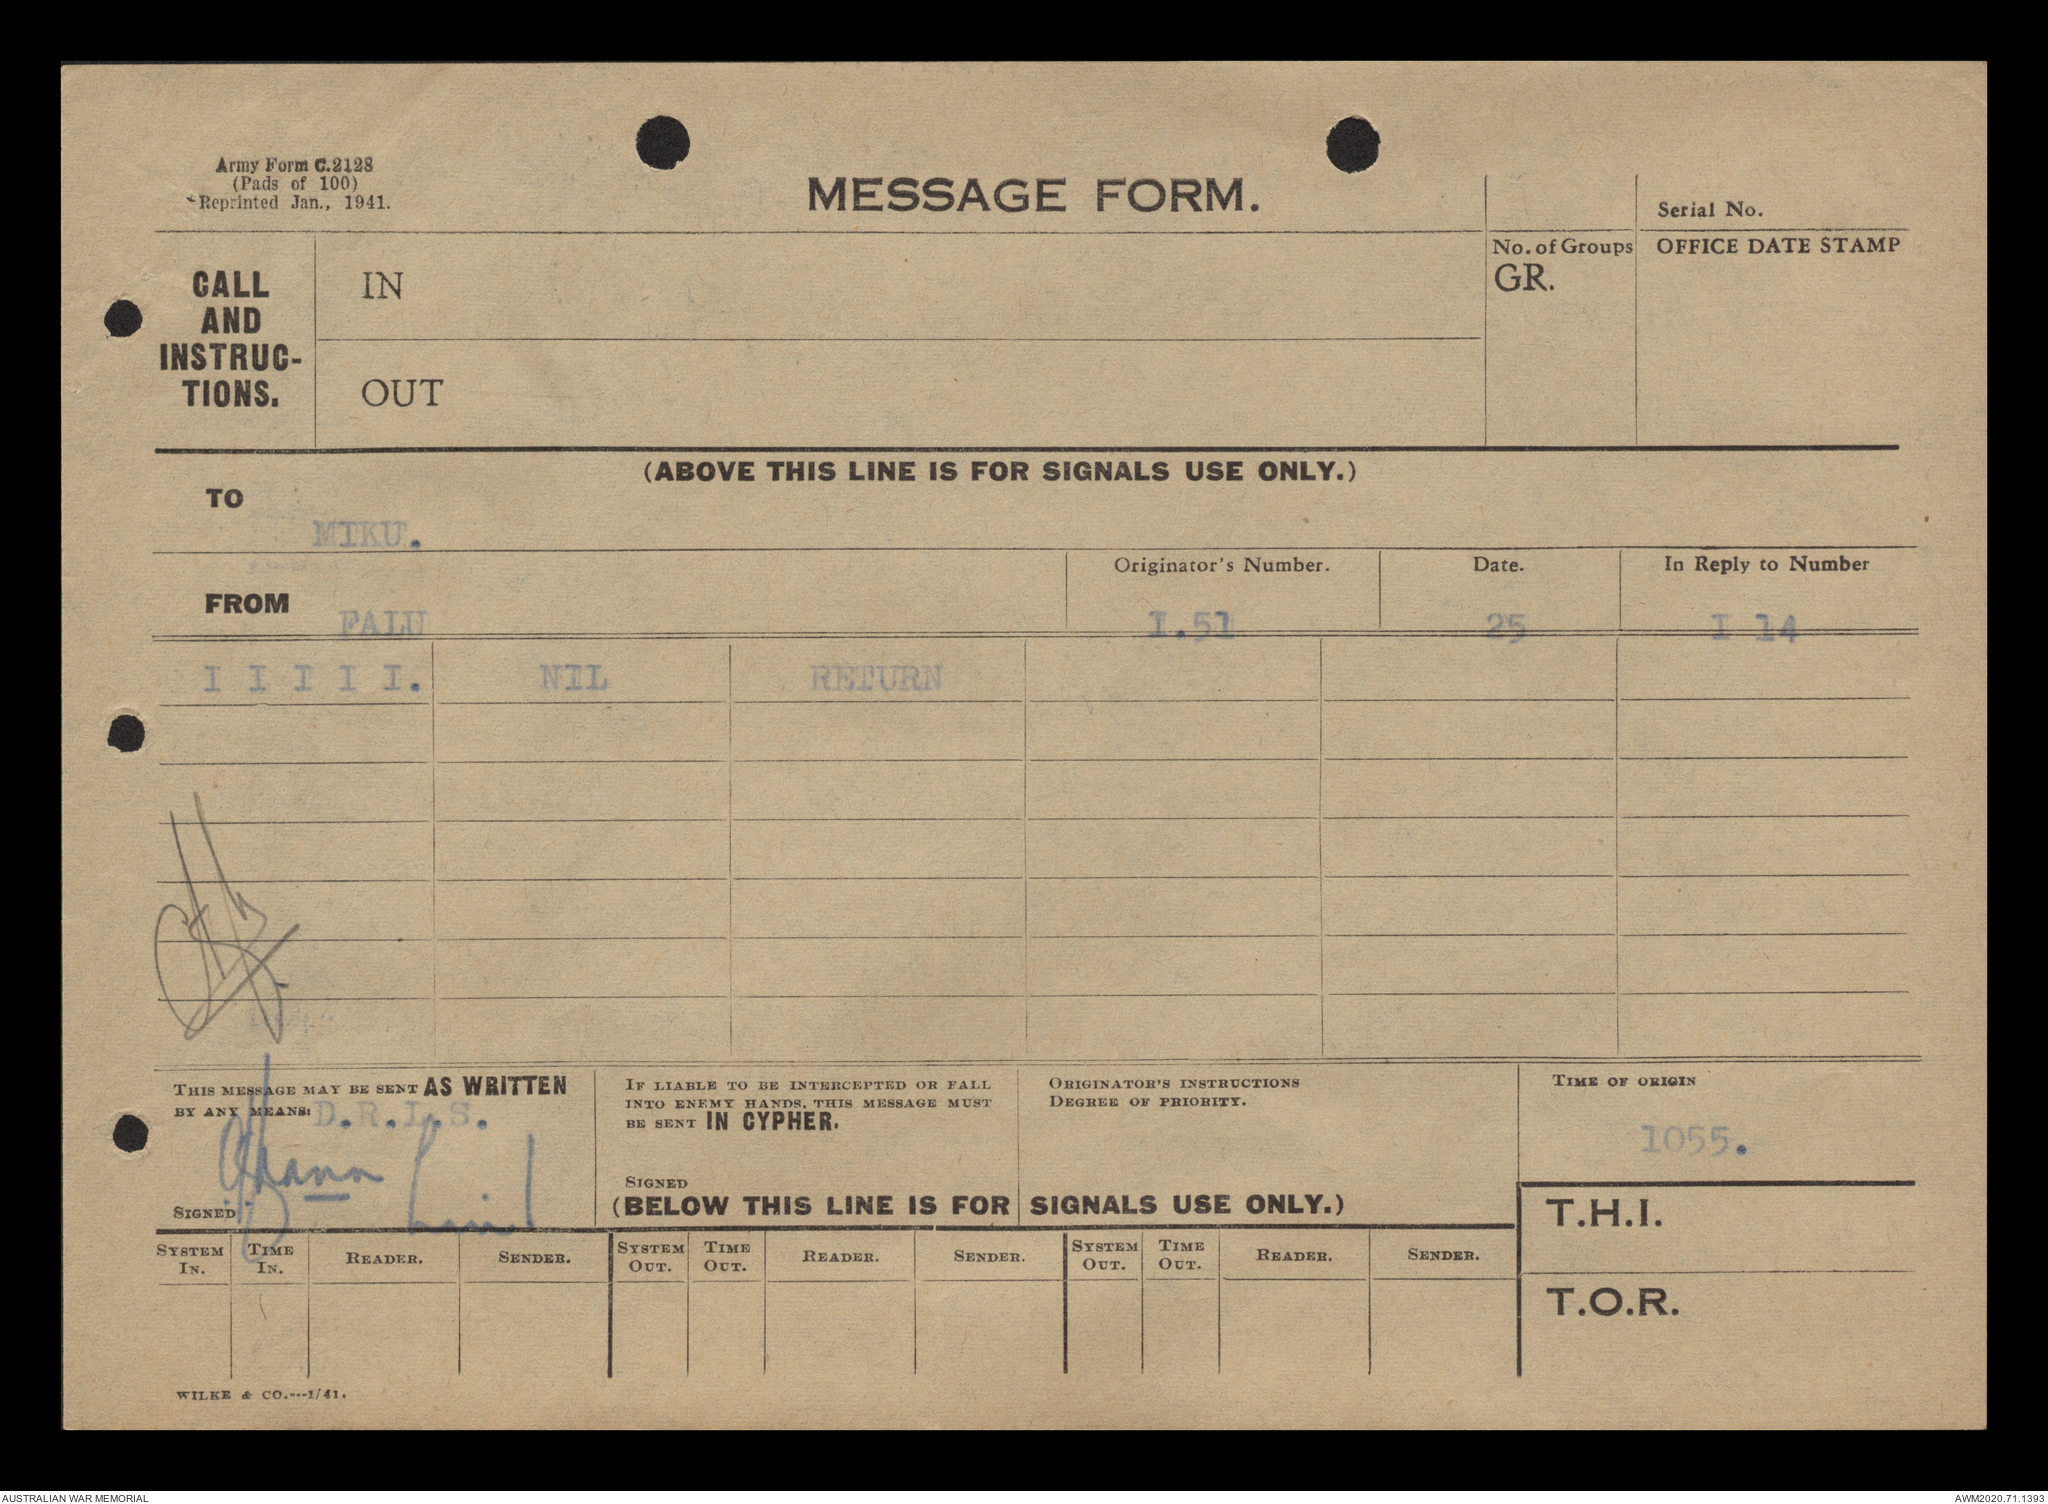 Army Form C.2128
(Pads of 100)
Reprinted Jan., 1941.
MESSAGE FORM.
Serial No.
CALL
AND
INSTRUC-
TIONS.
IN
OUT
No. of Groups
GR.
OFFICE DATE STAMP
(ABOVE THIS LINE IS FOR SIGNALS USE ONLY.)
TO
MIKU.
FROM
FALU
Originator's Number.
I.51
Date.
25
In Reply to Number
I 14
I I I I I. NIL RETURN
THIS MESSAGE MAY BE SENT AS WRITTEN
BY ANY MEANS: D.R.L.S.
SIGNED
IF LIABLE TO BE INTERCEPTED OR FALL
INTO ENEMY HANDS, THIS MESSAGE MUST
BE SENT IN CYPHER.
SIGNED
ORIGINATOR'S INSTRUCTIONS
DEGREE OF PRIORITY.
TIME OF ORIGIN
1055.
(BELOW THIS LINE IS FOR SIGNALS USE ONLY.)
T.H.I.
T.O.R.
SYSTEM IN. TIME IN. READER. SENDER. SYSTEM OUT. TIME OUT. READER. SENDER. SYSTEM OUT. TIME OUT. READER. SENDER.
WILKE & CO.---1/41.
AUSTRALIAN WAR MEMORIAL
AWM2020.71.1393